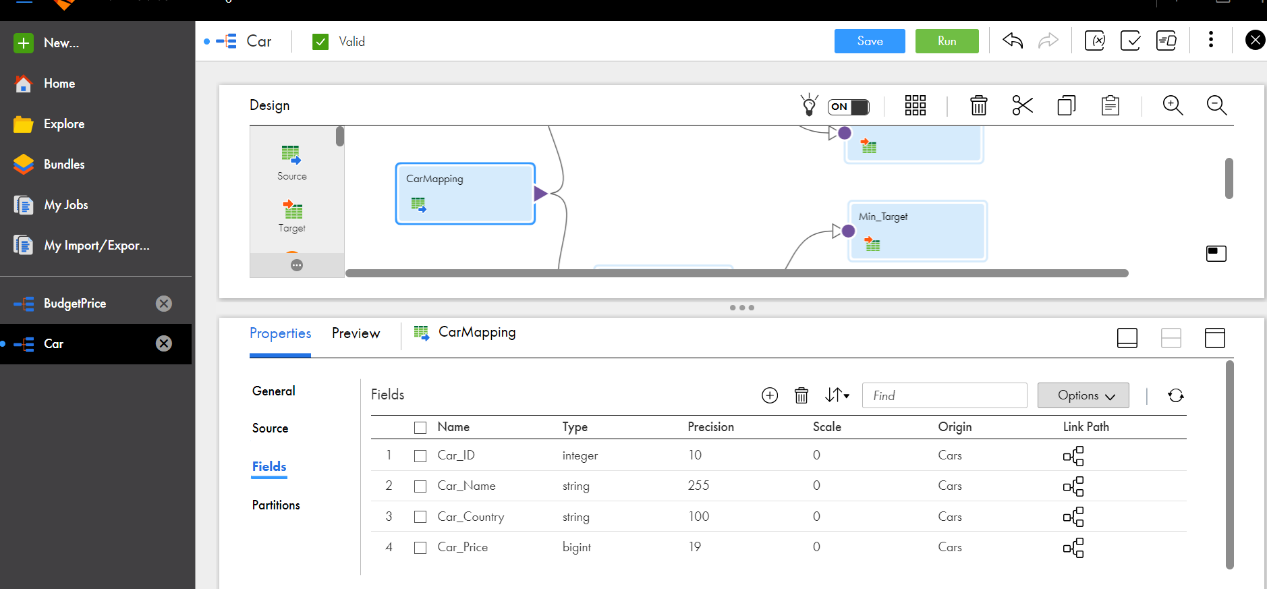 New...
Home
Explore
Bundles
My Jobs
My Import/Expor...
BudgetPrice
Car
Car
Valid
Save
Run
Design
ON
Source
Target
CarMapping
Min_Target
Properties
Preview
CarMapping
General
Source
Fields
Partitions
Fields
Find
Options
Name Type Precision Scale Origin Link Path
1 Car_ID integer 10 0 Cars
2 Car_Name string 255 0 Cars
3 Car_Country string 100 0 Cars
4 Car_Price bigint 19 0 Cars